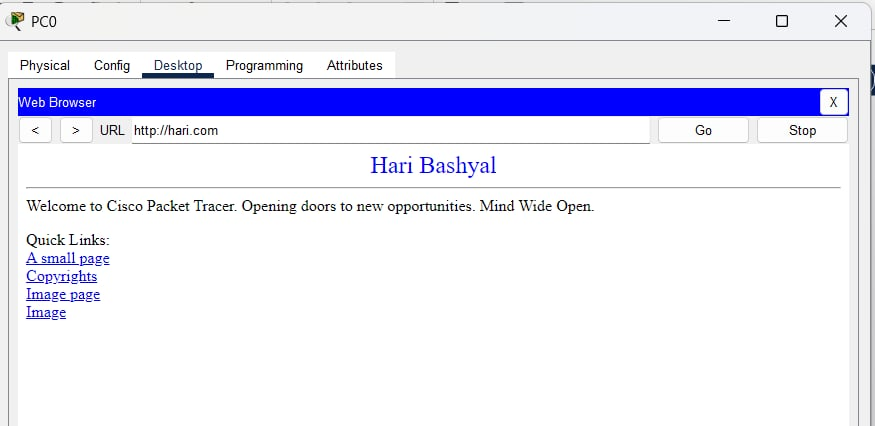 PC0
Physical Config Desktop Programming Attributes
Web Browser X
< > URL http://hari.com Go Stop
Hari Bashyal
Welcome to Cisco Packet Tracer. Opening doors to new opportunities. Mind Wide Open.
Quick Links:
A small page
Copyrights
Image page
Image